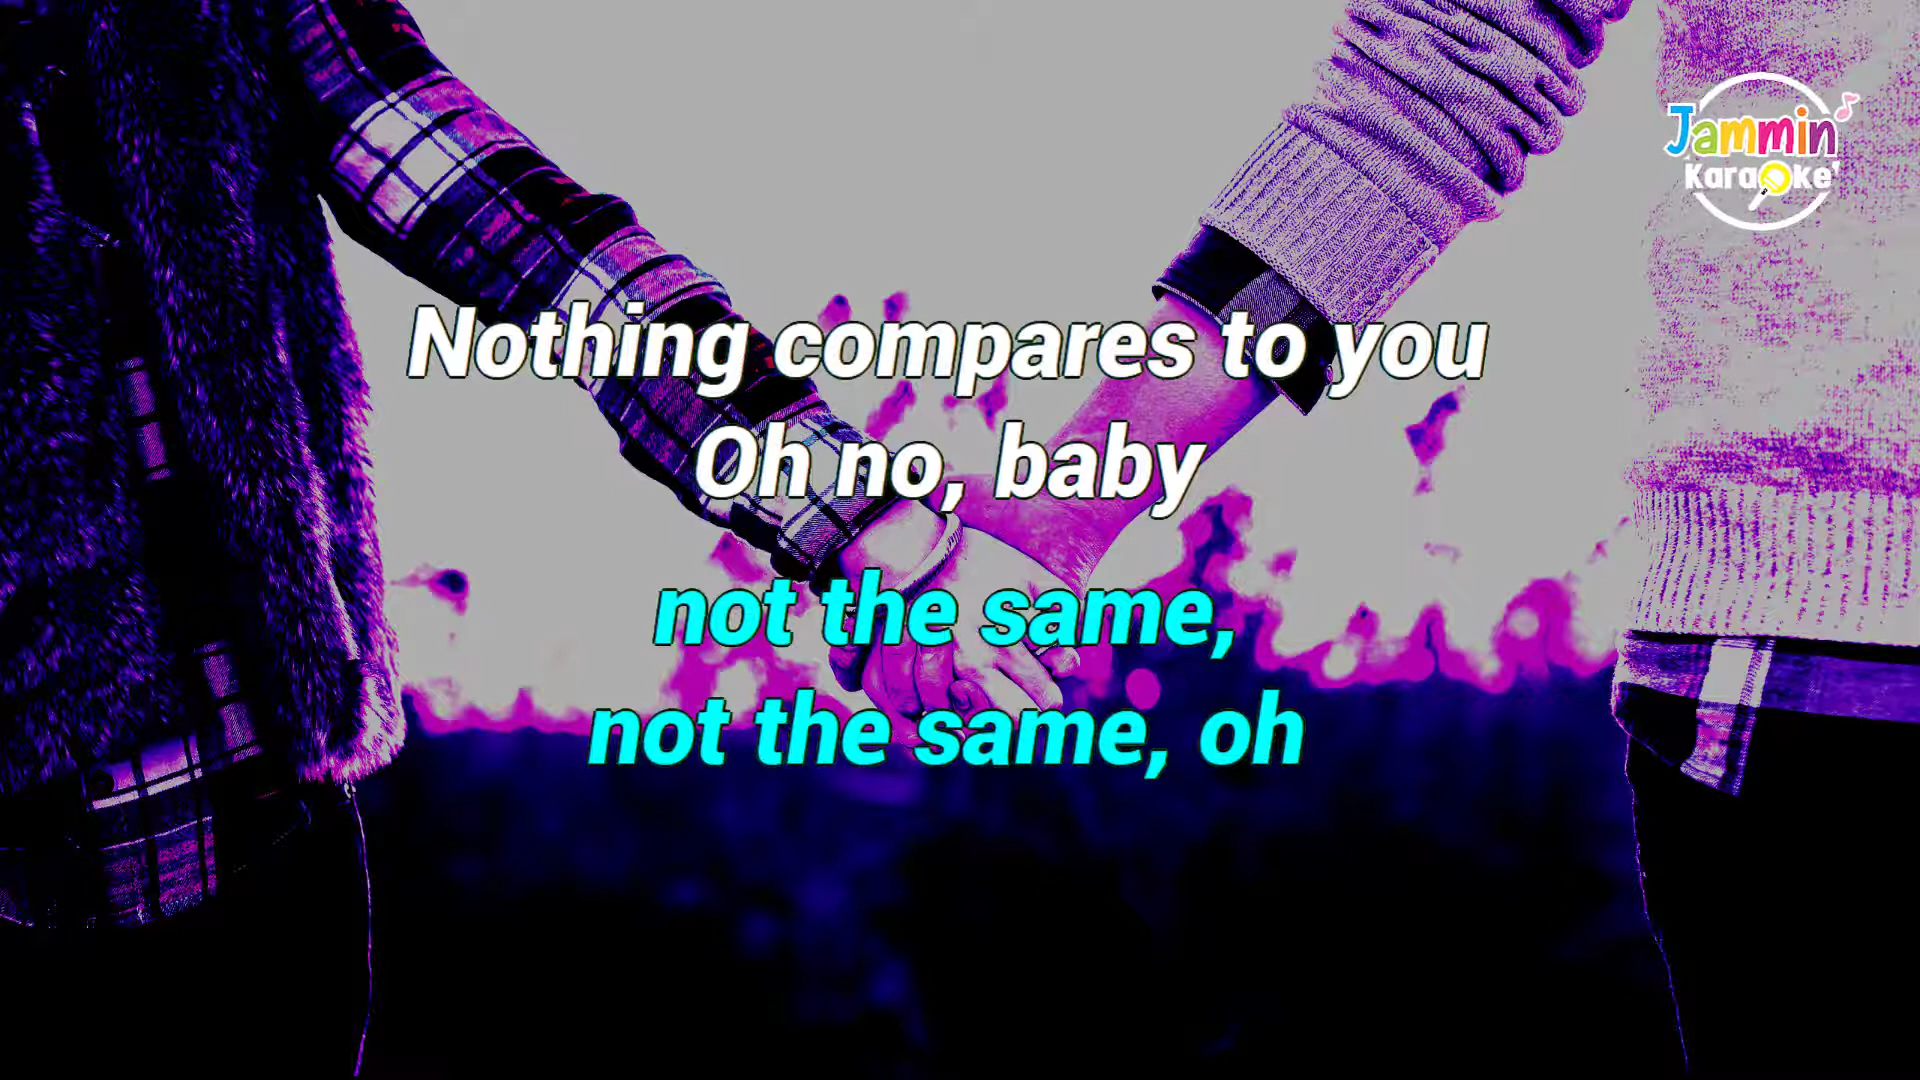 Jammin'
Karaoke
Nothing compares to you
Oh no, baby
not the same,
not the same, oh